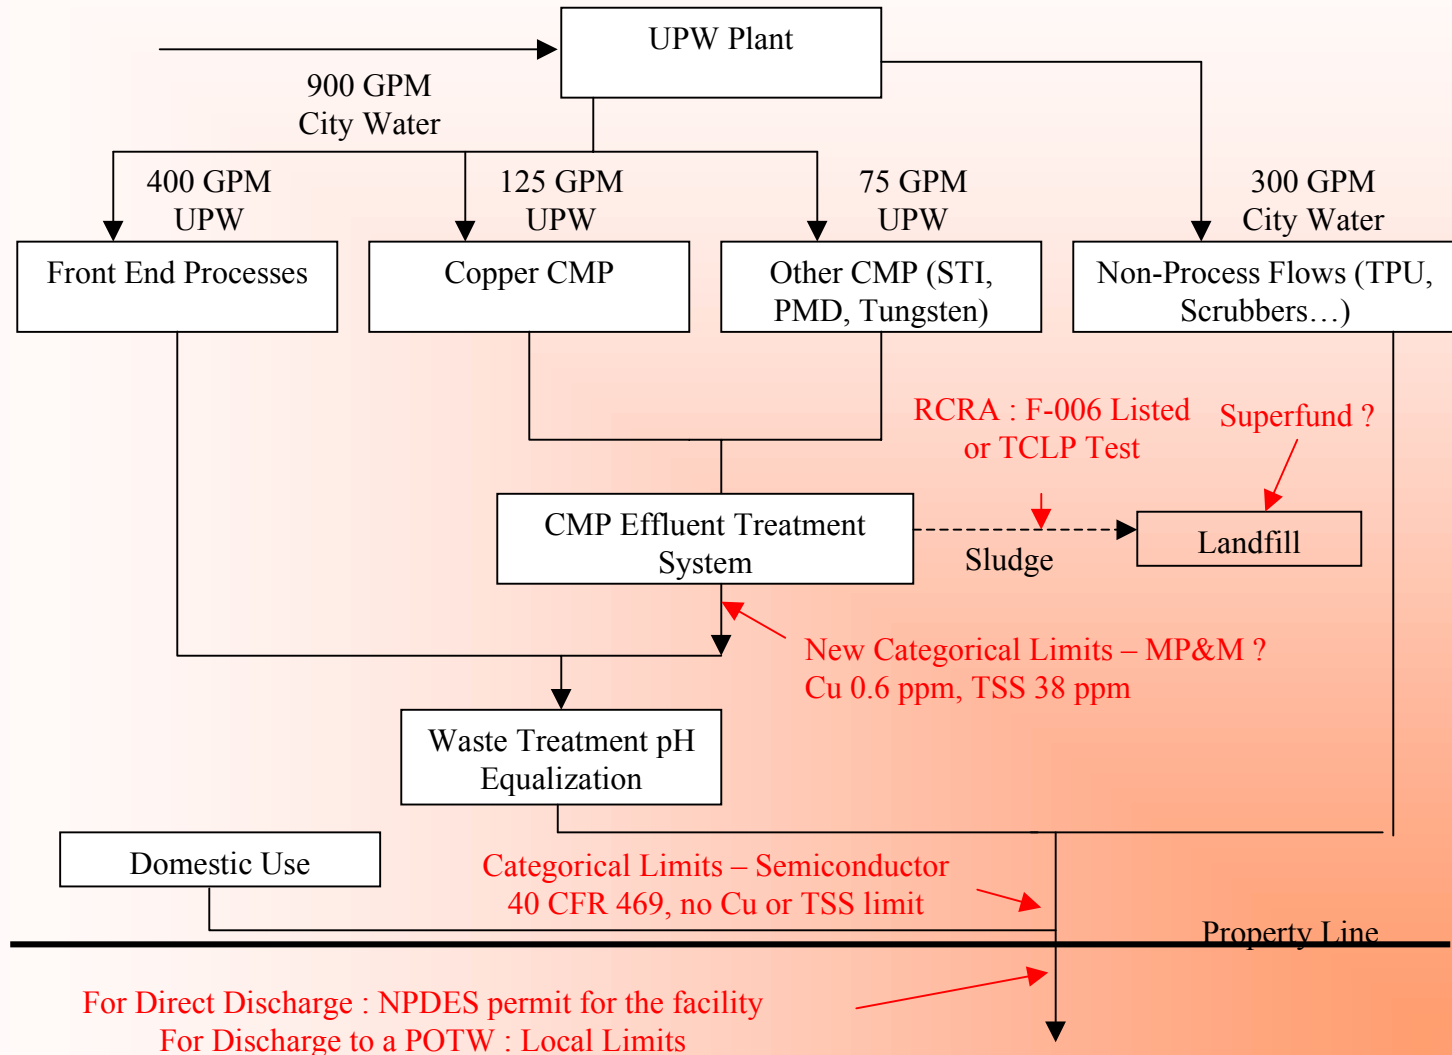 UPW Plant
900 GPM
City Water
400 GPM
UPW
125 GPM
UPW
75 GPM
UPW
300 GPM
City Water
Front End Processes
Copper CMP
Other CMP (STI,
PMD, Tungsten)
Non-Process Flows (TPU,
Scrubbers…)
RCRA : F-006 Listed
or TCLP Test
Superfund ?
CMP Effluent Treatment
System
Sludge
Landfill
New Categorical Limits – MP&M ?
Cu 0.6 ppm, TSS 38 ppm
Waste Treatment pH
Equalization
Domestic Use
Categorical Limits – Semiconductor
40 CFR 469, no Cu or TSS limit
Property Line
For Direct Discharge : NPDES permit for the facility
For Discharge to a POTW : Local Limits